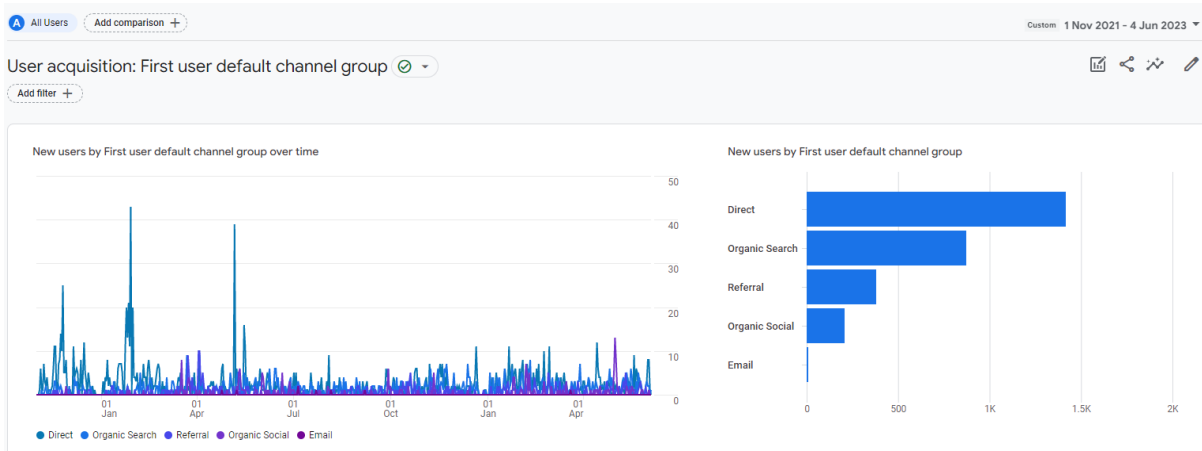 A All Users Add comparison + Custom 1 Nov 2021 - 4 Jun 2023
User acquisition: First user default channel group
Add filter +
New users by First user default channel group over time
50
40
30
20
10
0
01 Jan
01 Apr
01 Jul
01 Oct
01 Jan
01 Apr
Direct Organic Search Referral Organic Social Email
New users by First user default channel group
Direct
Organic Search
Referral
Organic Social
Email
0 500 1K 1.5K 2K